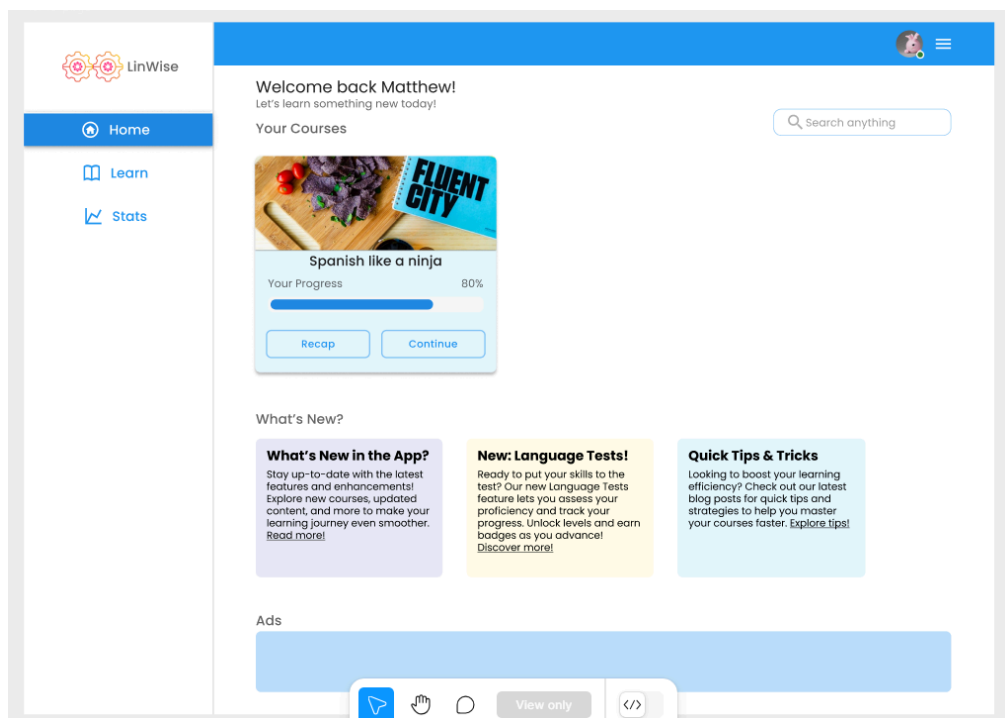 LinWise
Home
Learn
Stats
Welcome back Matthew!
Let's learn something new today!
Your Courses
Search anything
FLUENT
CITY
Spanish like a ninja
Your Progress
80%
Recap
Continue
What's New?
What's New in the App?
Stay up-to-date with the latest
features and enhancements!
Explore new courses, updated
content, and more to make your
learning journey even smoother.
Read more!
New: Language Tests!
Ready to put your skills to the
test? Our new Language Tests
feature lets you assess your
proficiency and track your
progress. Unlock levels and earn
badges as you advance!
Discover more!
Quick Tips & Tricks
Looking to boost your learning
efficiency? Check out our latest
blog posts for quick tips and
strategies to help you master
your courses faster. Explore tips!
Ads
View only